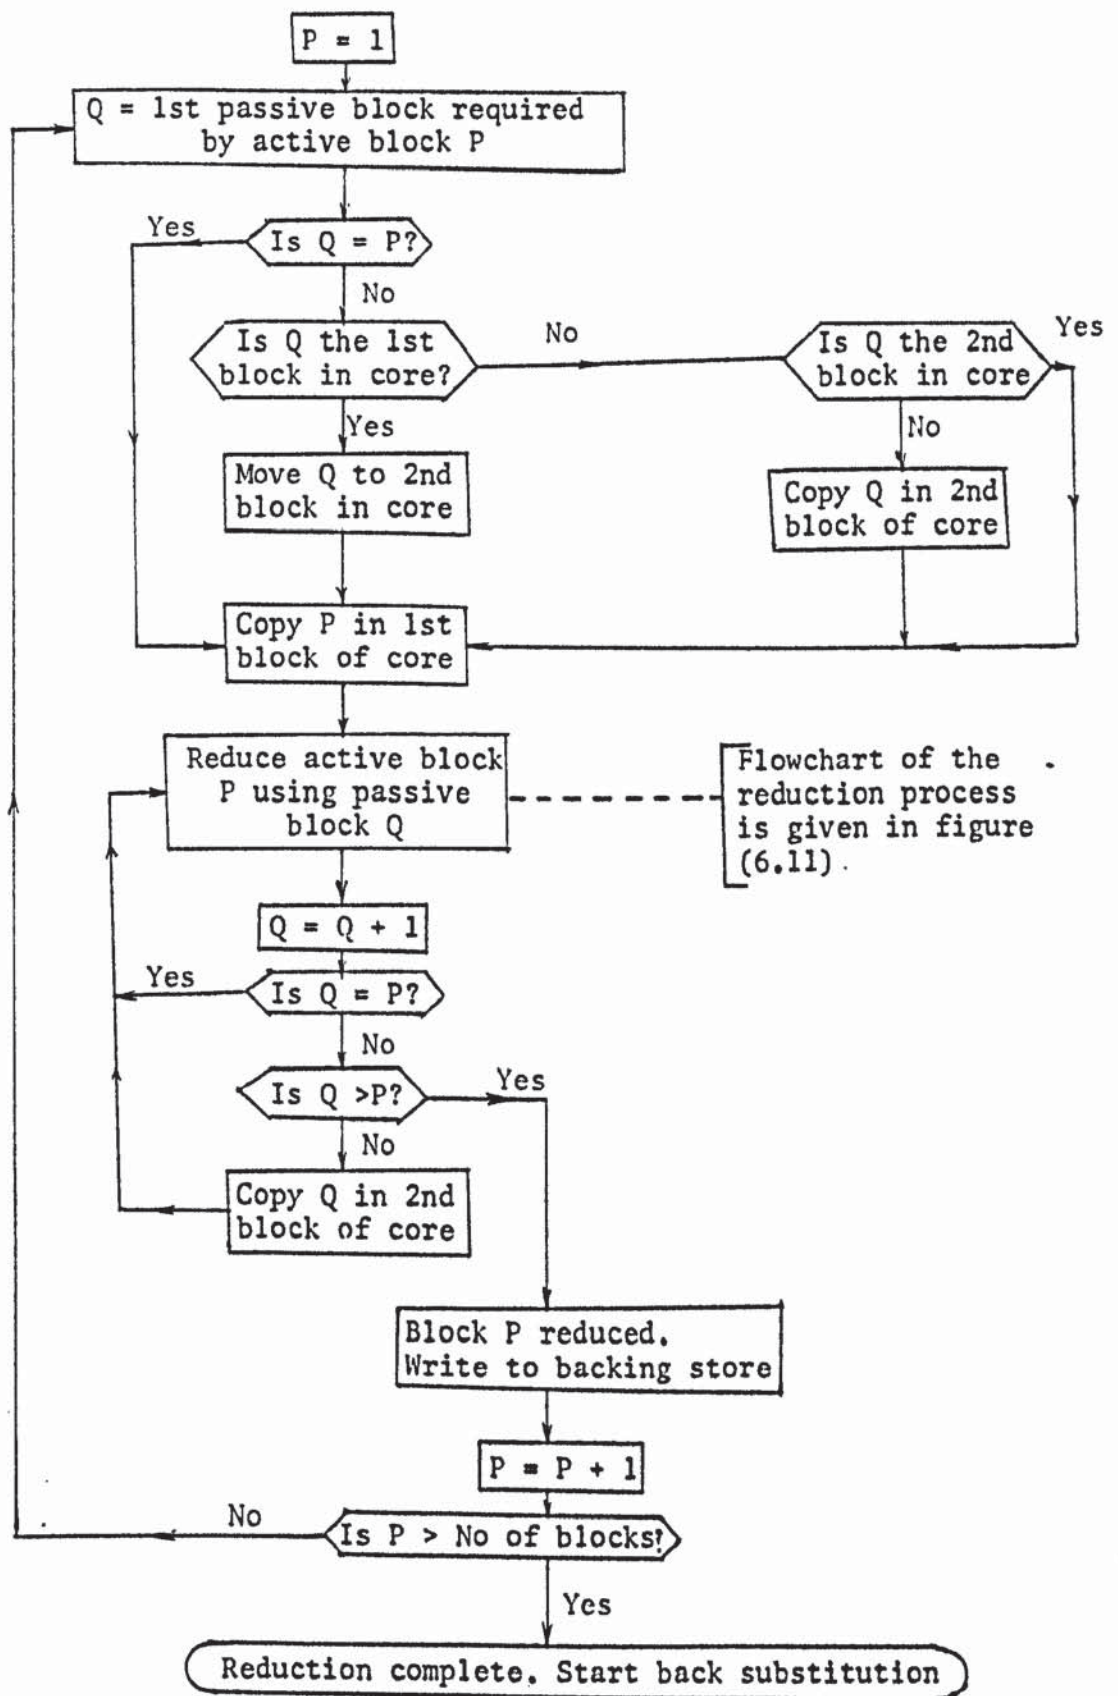 P = 1
Q = 1st passive block required
by active block P
Yes
Is Q = P?
No
Is Q the 1st
block in core?
No
Is Q the 2nd
block in core
Yes
Yes
No
Move Q to 2nd
block in core
Copy Q in 2nd
block of core
Copy P in 1st
block of core
Reduce active block
P using passive
block Q
Flowchart of the
reduction process
is given in figure
(6.11).
Q = Q + 1
Yes
Is Q = P?
No
Is Q >P?
Yes
No
Copy Q in 2nd
block of core
Block P reduced.
Write to backing store
P = P + 1
No
Is P > No of blocks?
Yes
Reduction complete. Start back substitution